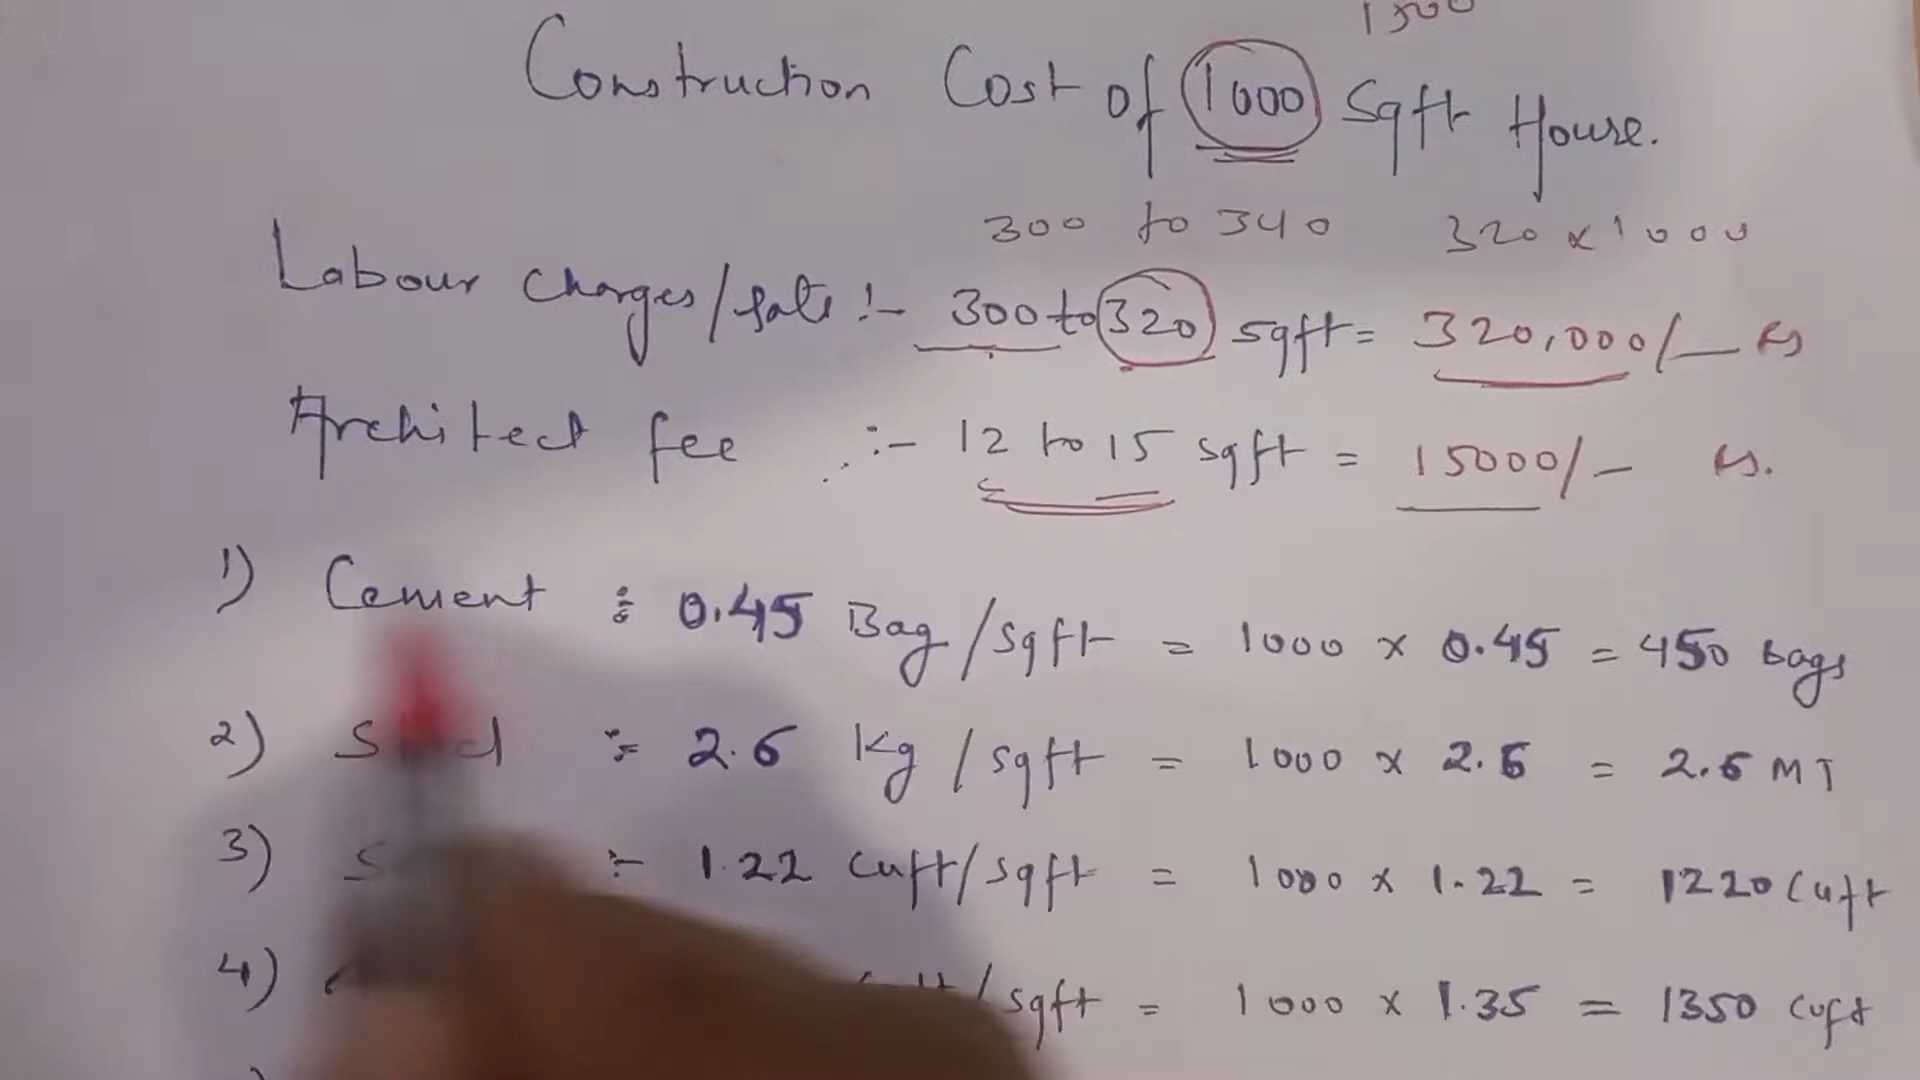 1500
Construction Cost of 1000 Sqft House.
300 to 340 320 x 1000
Labour charges/rate :- 300 to 320 sqft = 320,000/- Rs
Architect fee :- 12 to 15 sqft = 15000/- Rs.
1) Cement : 0.45 Bag/sqft = 1000 x 0.45 = 450 bags
2) Steel :- 2.6 Kg/sqft = 1000 x 2.6 = 2.6 MT
3) :- 1.22 Cuft/sqft = 1000 x 1.22 = 1220 Cuft
4) /sqft = 1000 x 1.35 = 1350 cuft